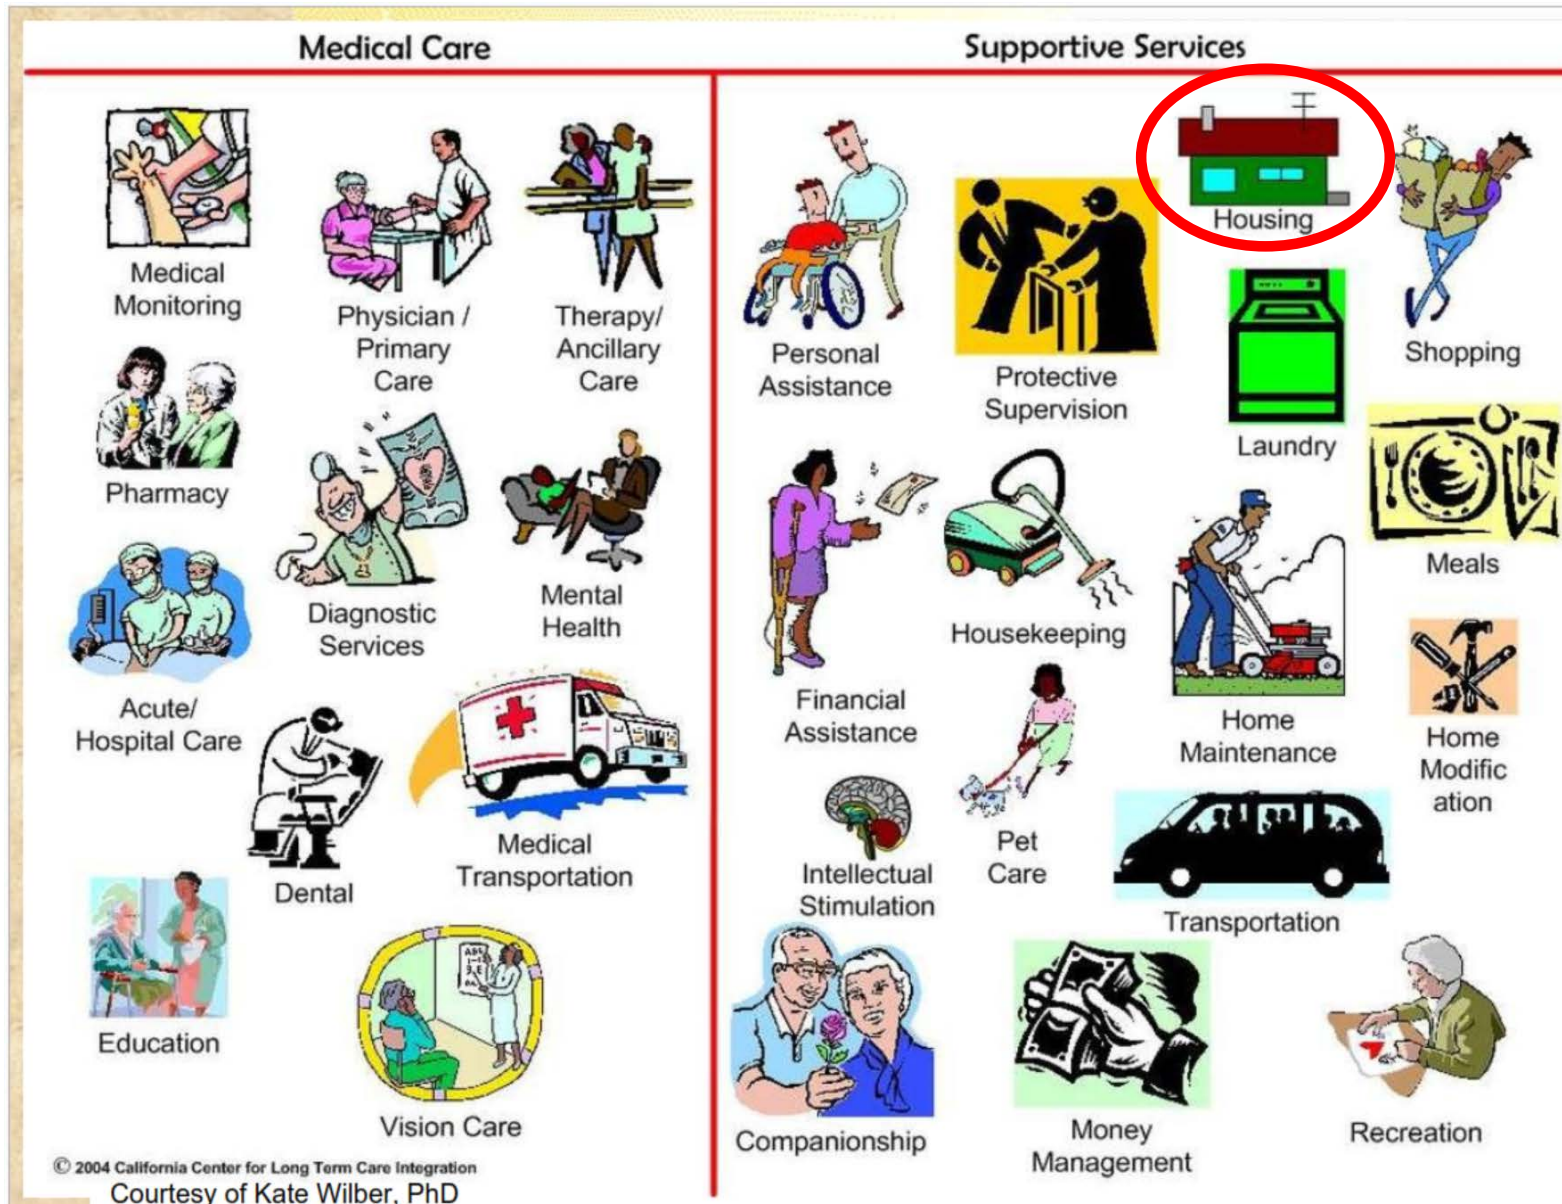 Medical Care
Medical
Monitoring
Physician /
Primary
Care
Therapy/
Ancillary
Care
Pharmacy
Diagnostic
Services
Mental
Health
Acute/
Hospital Care
Dental
Medical
Transportation
Education
Vision Care
© 2004 California Center for Long Term Care Integration
Courtesy of Kate Wilber, PhD
Supportive Services
Personal
Assistance
Protective
Supervision
Housing
Shopping
Laundry
Meals
Financial
Assistance
Housekeeping
Home
Maintenance
Home
Modific
ation
Intellectual
Stimulation
Pet
Care
Transportation
Companionship
Money
Management
Recreation